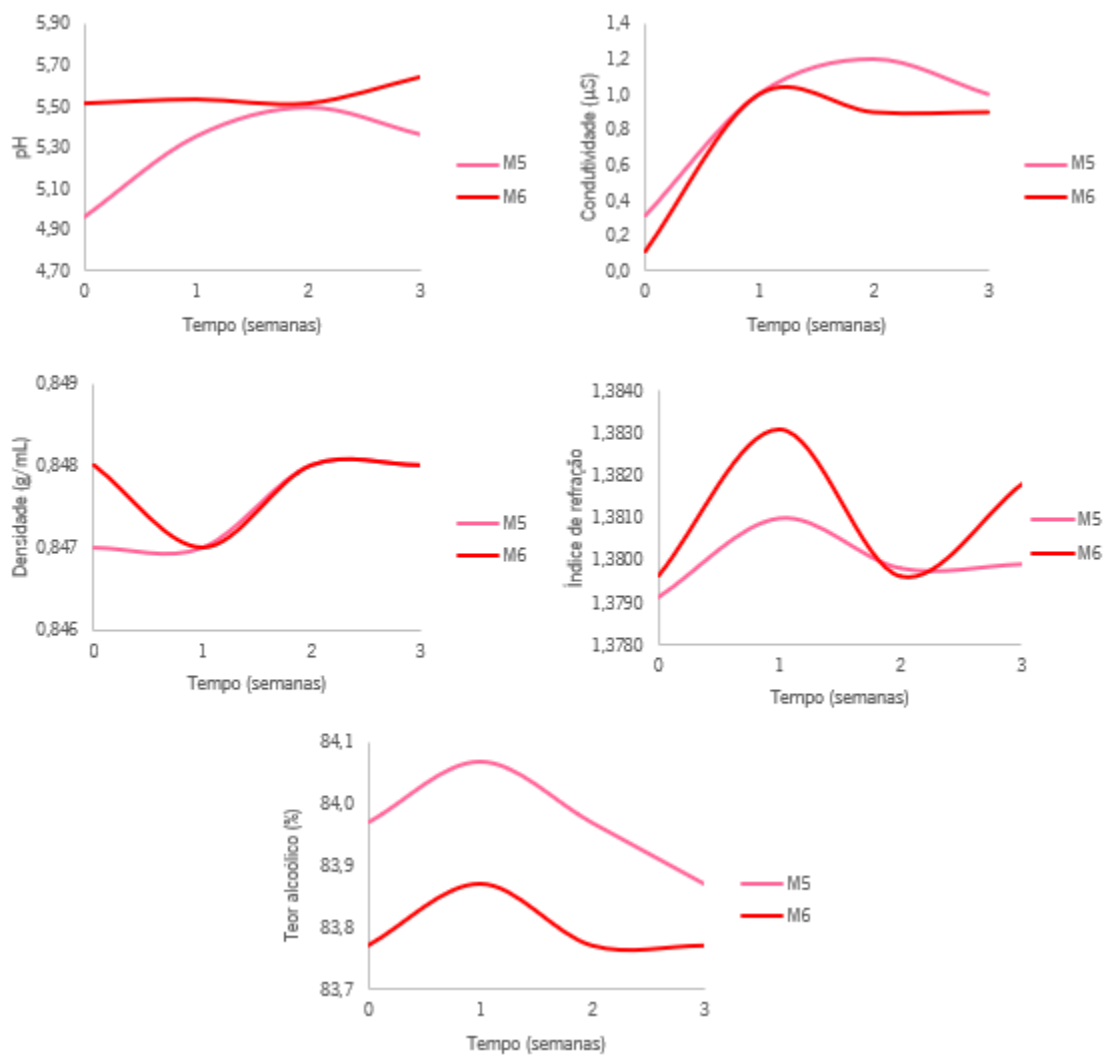 pH
5,90
5,70
5,50
5,30
5,10
4,90
4,70
0 1 2 3
Tempo (semanas)
M5
M6
Condutividade (µS)
1,4
1,2
1,0
0,8
0,6
0,4
0,2
0,0
0 1 2 3
Tempo (semanas)
M5
M6
Densidade (g/mL)
0,849
0,848
0,847
0,846
0 1 2 3
Tempo (semanas)
M5
M6
Índice de refração
1,3840
1,3830
1,3820
1,3810
1,3800
1,3790
1,3780
0 1 2 3
Tempo (semanas)
M5
M6
Teor alcoólico (%)
84,1
84,0
83,9
83,8
83,7
0 1 2 3
Tempo (semanas)
M5
M6